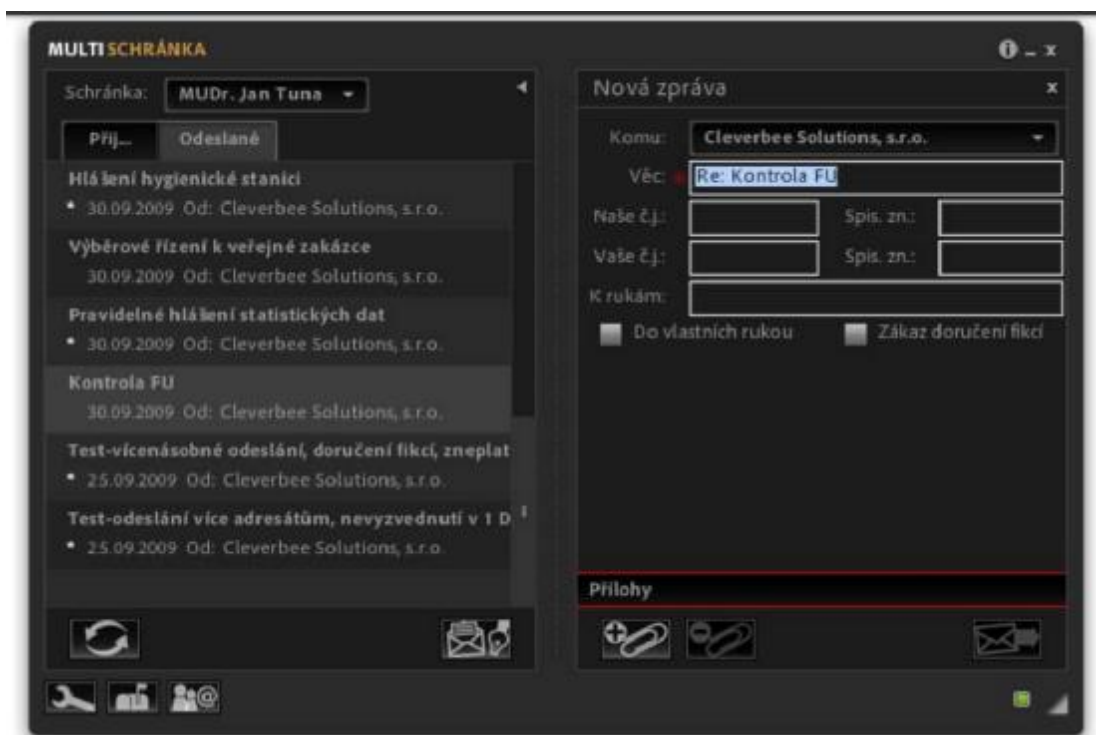 MULTISCHRÁNKA
Schránka: MUDr. Jan Tuna
Přij... Odeslané
Hlášení hygienické stanici
30.09.2009 Od: Cleverbee Solutions, s.r.o.
Výběrové řízení k veřejné zakázce
30.09.2009 Od: Cleverbee Solutions, s.r.o.
Pravidelné hlášení statistických dat
30.09.2009 Od: Cleverbee Solutions, s.r.o.
Kontrola FU
30.09.2009 Od: Cleverbee Solutions, s.r.o.
Test-vícenásobné odeslání, doručení fikcí, zneplat
25.09.2009 Od: Cleverbee Solutions, s.r.o.
Test-odeslání více adresátům, nevyzvednutí v 1 D
25.09.2009 Od: Cleverbee Solutions, s.r.o.
Nová zpráva x
Komu: Cleverbee Solutions, s.r.o.
Věc: Re: Kontrola FU
Naše č.j.: Spis. zn.:
Vaše č.j.: Spis. zn.:
K rukám:
Do vlastních rukou Zákaz doručení fikcí
Přílohy